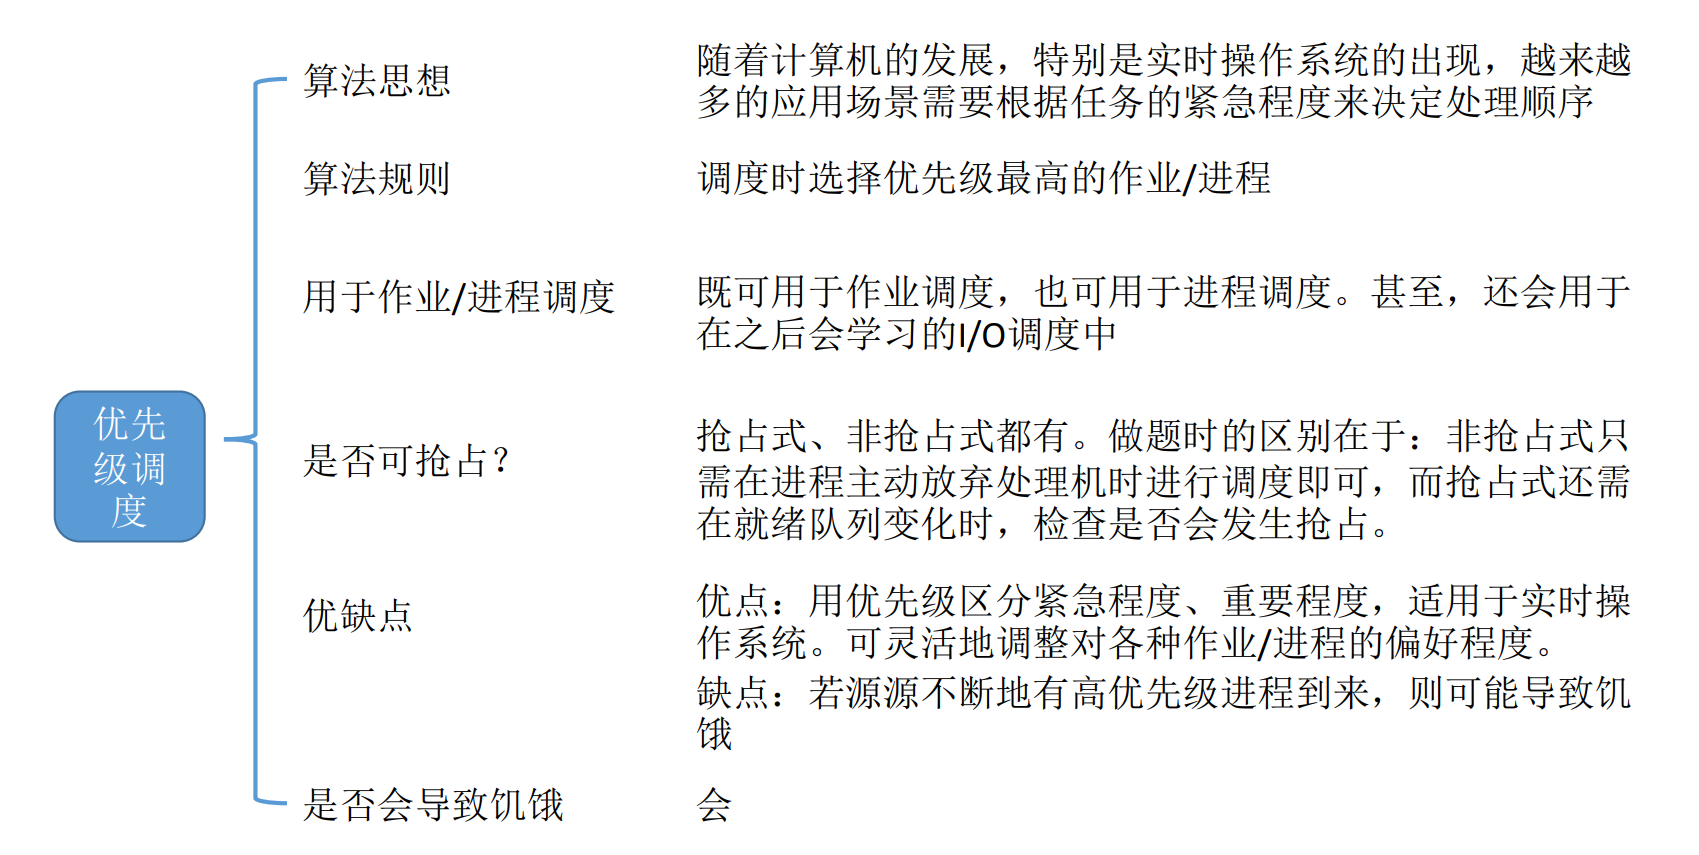 优先
级调
度
算法思想
随着计算机的发展，特别是实时操作系统的出现，越来越
多的应用场景需要根据任务的紧急程度来决定处理顺序
算法规则
调度时选择优先级最高的作业/进程
用于作业/进程调度
既可用于作业调度，也可用于进程调度。甚至，还会用于
在之后会学习的I/O调度中
是否可抢占？
抢占式、非抢占式都有。做题时的区别在于：非抢占式只
需在进程主动放弃处理机时进行调度即可，而抢占式还需
在就绪队列变化时，检查是否会发生抢占。
优缺点
优点：用优先级区分紧急程度、重要程度，适用于实时操
作系统。可灵活地调整对各种作业/进程的偏好程度。
缺点：若源源不断地有高优先级进程到来，则可能导致饥
饿
是否会导致饥饿
会